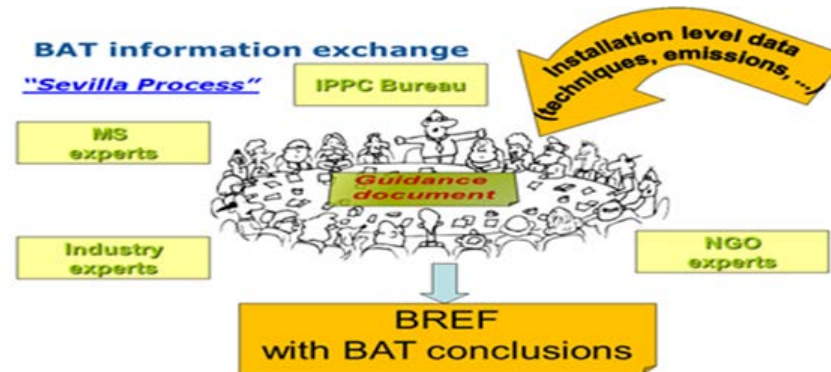 BAT information exchange
"Sevilla Process"
IPPC Bureau
Installation level data
(techniques, emissions, ...)
MS
experts
Guidance
document
Industry
experts
NGO
experts
BREF
with BAT conclusions